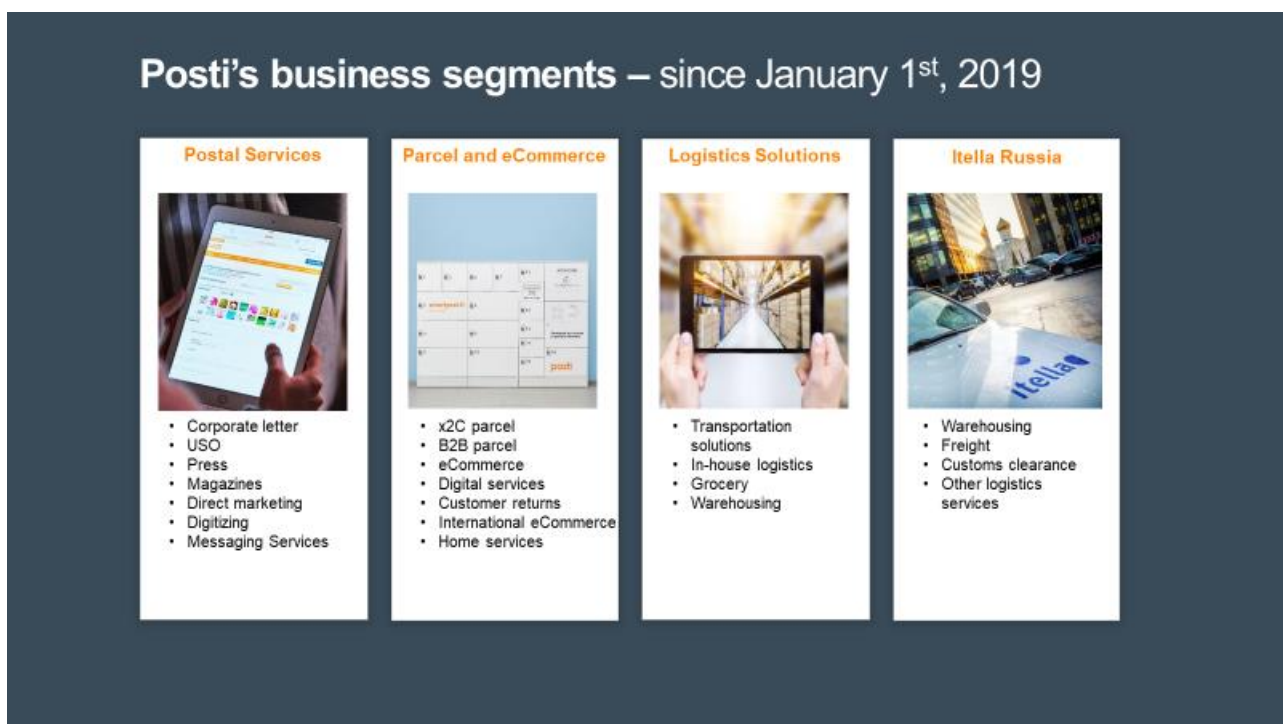 Posti's business segments – since January 1st, 2019
Postal Services
• Corporate letter
• USO
• Press
• Magazines
• Direct marketing
• Digitizing
• Messaging Services
Parcel and eCommerce
posti
• x2C parcel
• B2B parcel
• eCommerce
• Digital services
• Customer returns
• International eCommerce
• Home services
Logistics Solutions
• Transportation
solutions
• In-house logistics
• Grocery
• Warehousing
Itella Russia
itella
• Warehousing
• Freight
• Customs clearance
• Other logistics
services